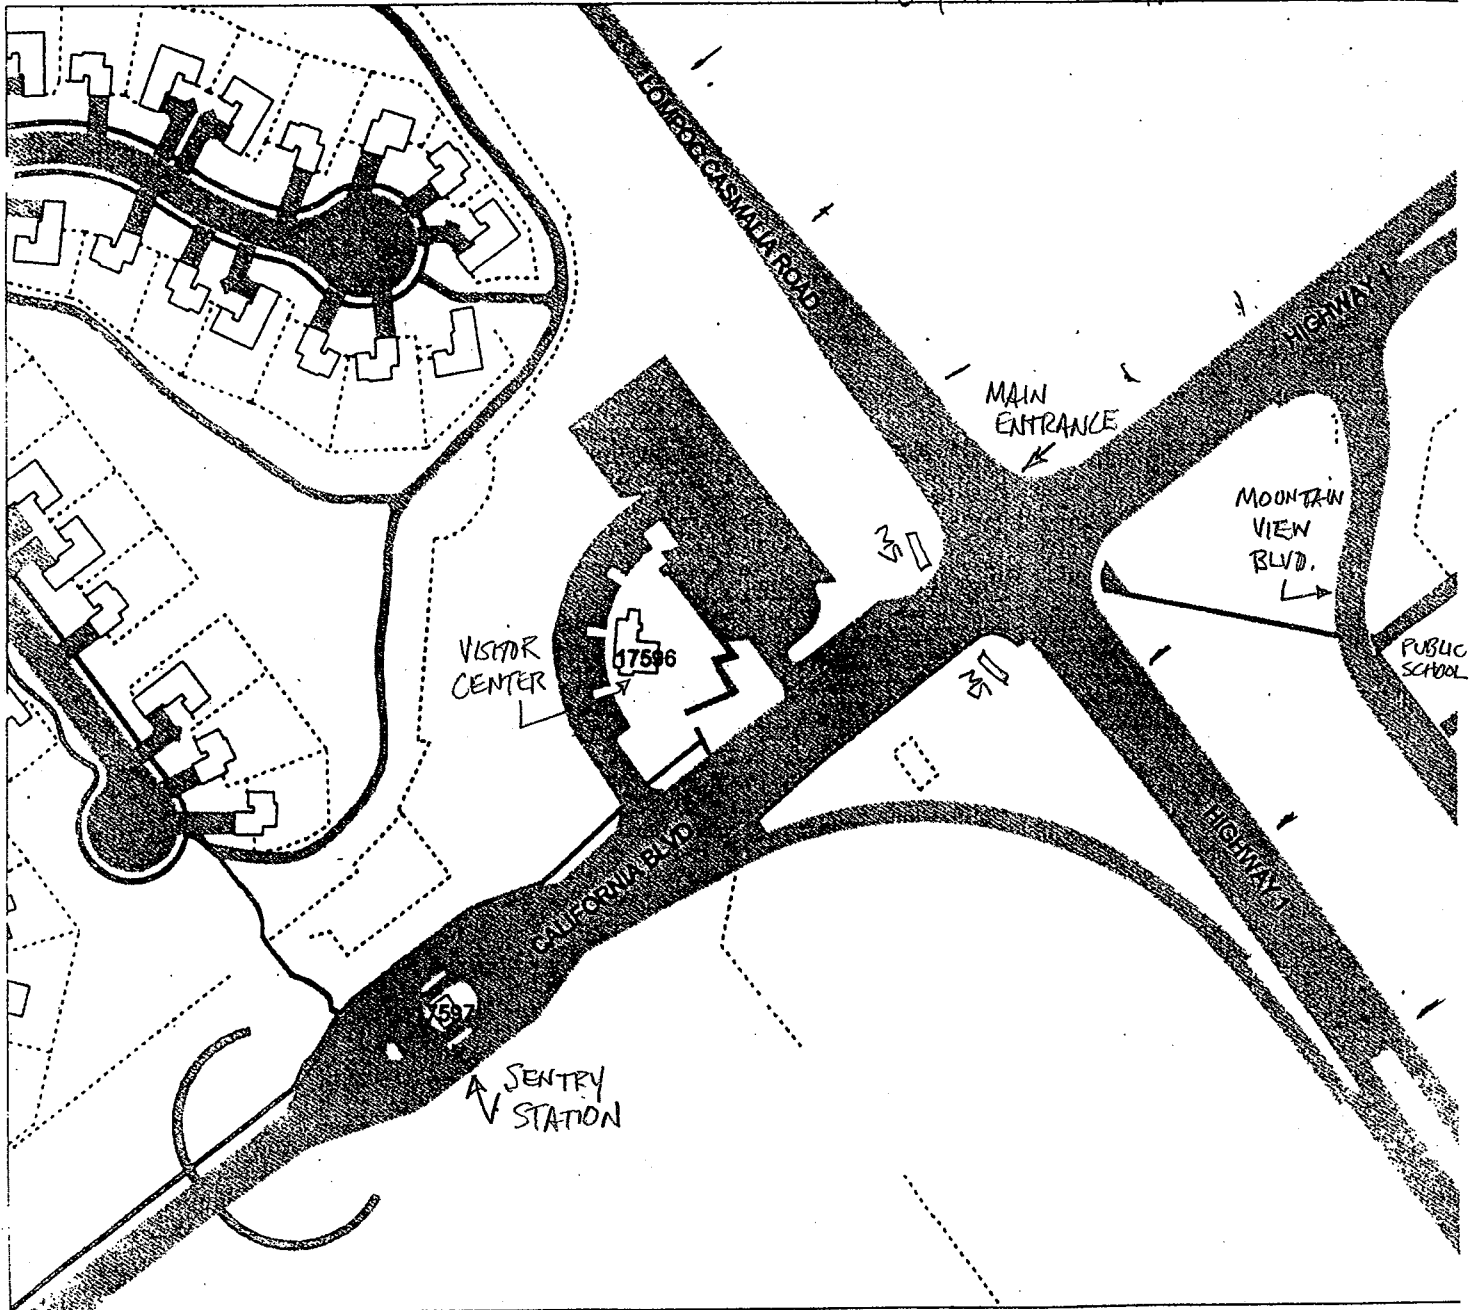 LOMPOC CASMALIA ROAD
HIGHWAY 1
MAIN
ENTRANCE
MOUNTAIN
VIEW
BLVD.
PUBLIC
SCHOOL
VISITOR
CENTER
17596
HIGHWAY 1
CALIFORNIA BLVD
SENTRY
STATION